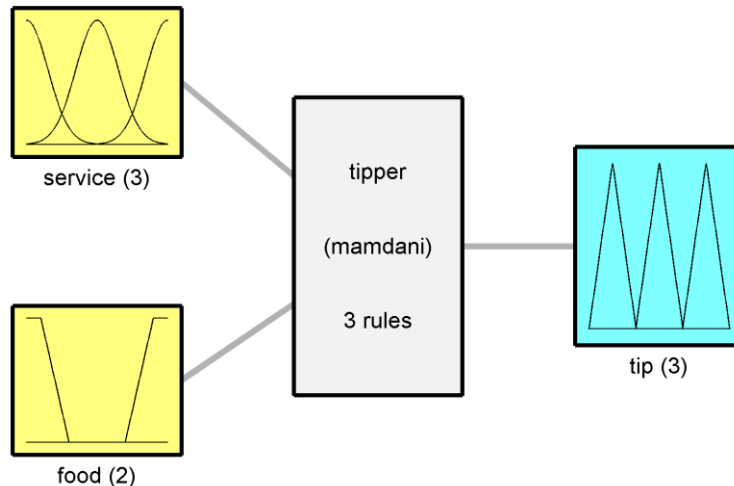 service (3)
food (2)
tipper
(mamdani)
3 rules
tip (3)